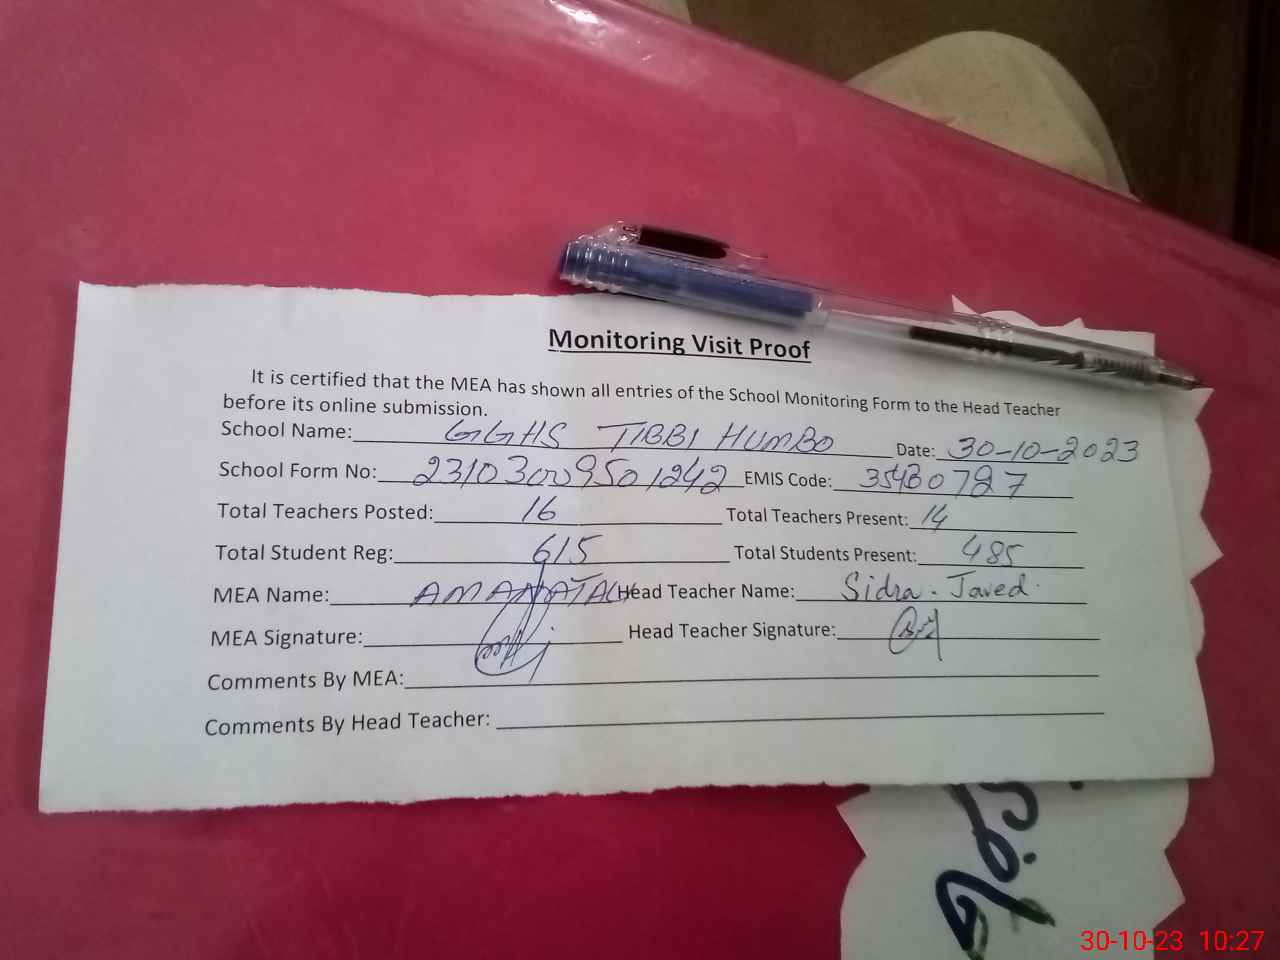 Monitoring Visit Proof
It is certified that the MEA has shown all entries of the School Monitoring Form to the Head Teacher
before its online submission.
School Name: GGHS TIBBI HUMBO Date: 30-10-2023
School Form No: 23103009501242 EMIS Code: 35430727
Total Teachers Posted: 16 Total Teachers Present: 14
Total Student Reg: 615 Total Students Present: 485
MEA Name: AMANATALI Head Teacher Name: Sidra Javed
MEA Signature: Head Teacher Signature:
Comments By MEA:
Comments By Head Teacher:
30-10-23 10:27